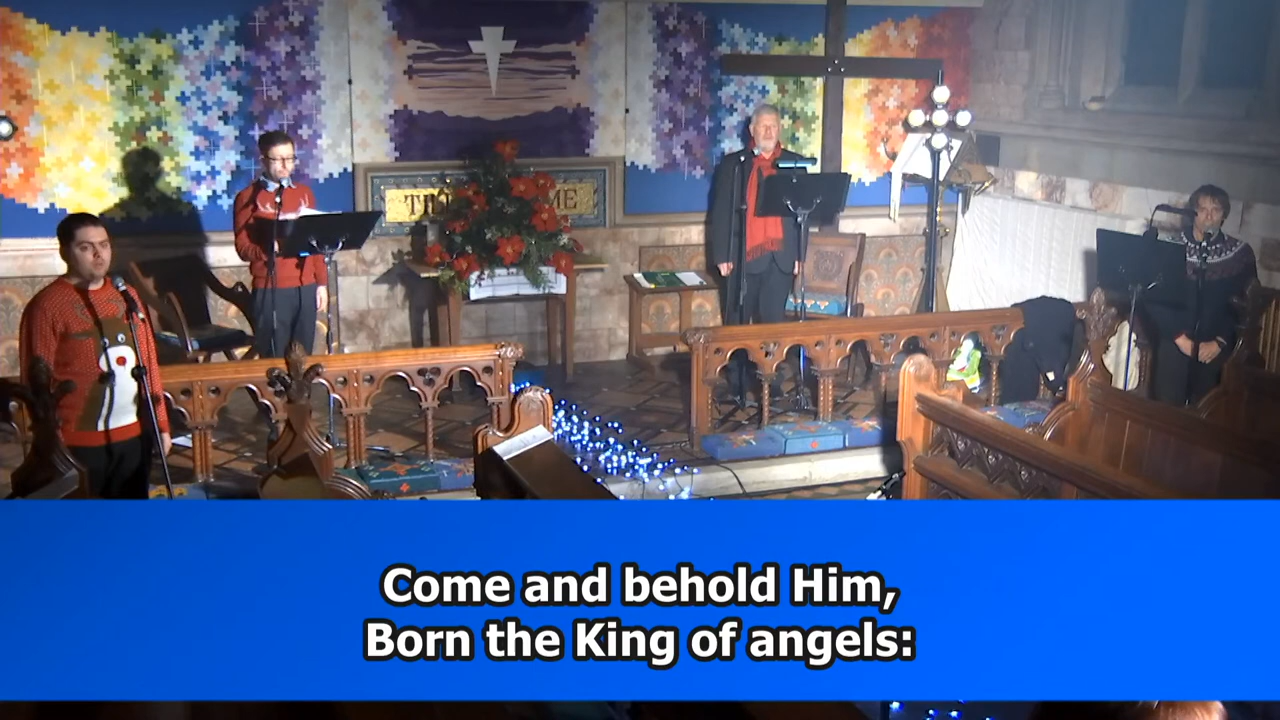 Come and behold Him,
Born the King of angels: